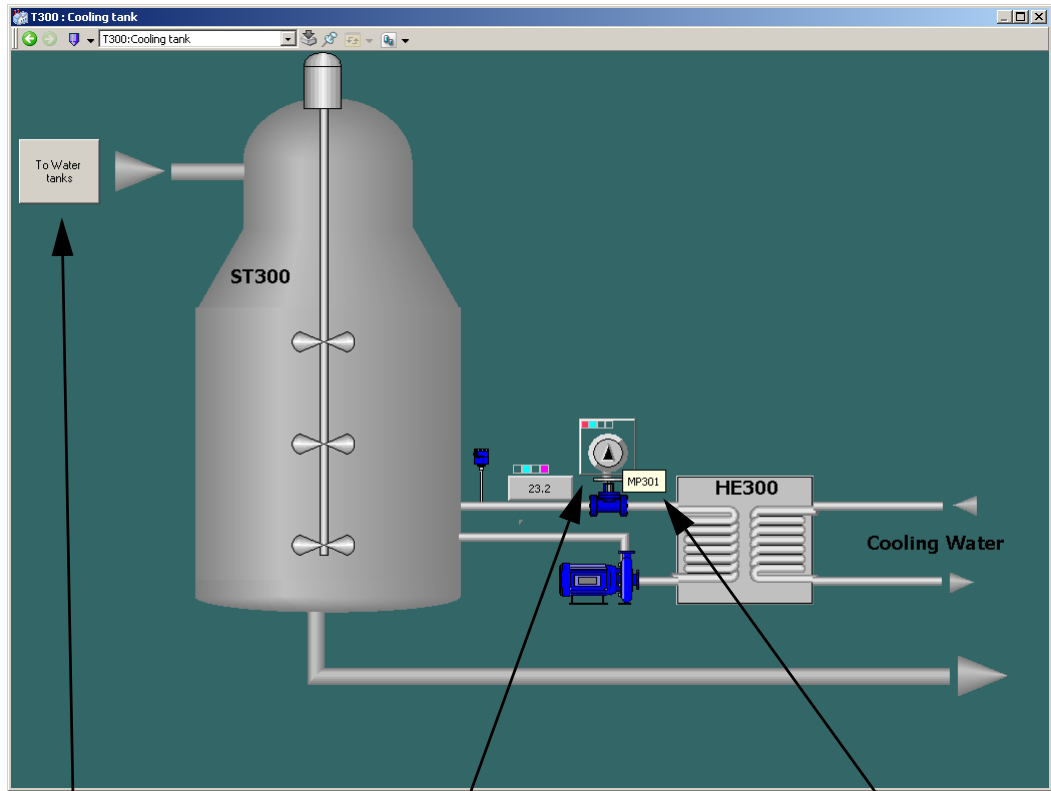 T300 : Cooling tank
T300:Cooling tank
To Water
tanks
ST300
23.2
MP301
HE300
Cooling Water